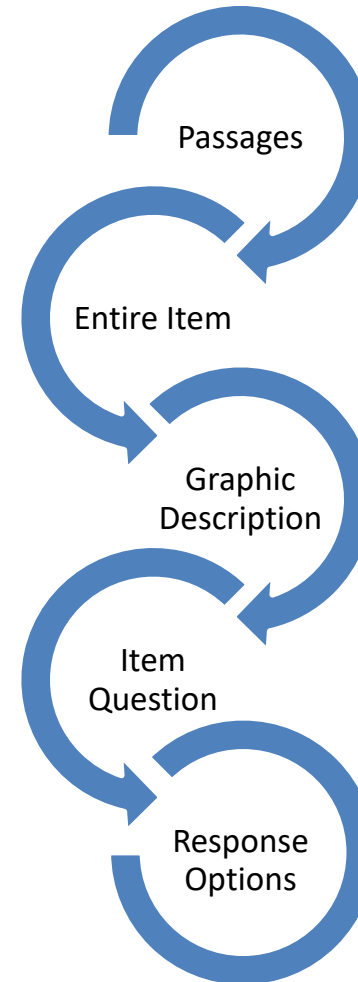 Passages
Entire Item
Graphic
Description
Item
Question
Response
Options